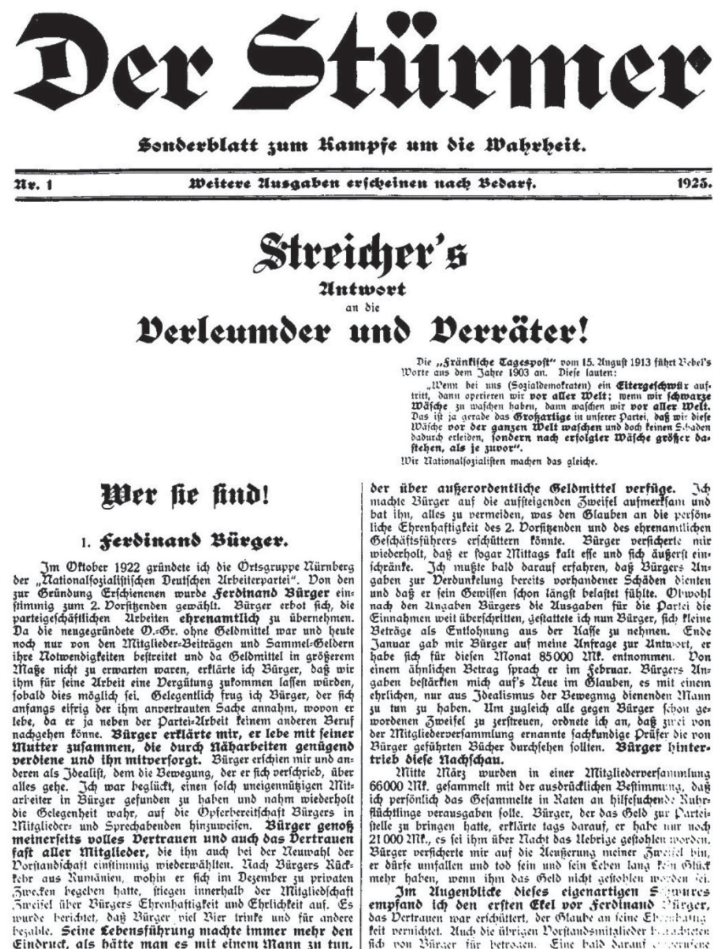 Der Stürmer
Sonderblatt zum Kampfe um die Wahrheit.
Nr. 1 Weitere Ausgaben erscheinen nach Bedarf. 1923.
Streicher's
Antwort
an die
Verleumder und Verräter!
Die „Fränkische Tagespost“ vom 15. August 1913 führt Bebel's
Worte aus dem Jahre 1903 an. Diese lauten:
„Wenn bei uns (Sozialdemokraten) ein Eitergeschwür auf-
tritt, dann operieren wir vor aller Welt; wenn wir schwarze
Wäsche zu waschen haben, dann waschen wir vor aller Welt.
Das ist ja gerade das Großartige in unserer Partei, daß wir diese
Wäsche vor der ganzen Welt waschen und doch keinen Schaden
dadurch erleiden, sondern nach erfolgter Wäsche größer da-
stehen, als je zuvor“.
Wir Nationalsozialisten machen das gleiche.
Wer sie sind!
1. Ferdinand Bürger.
Im Oktober 1922 gründete ich die Ortsgruppe Nürnberg
der „Nationalsozialistischen Deutschen Arbeiterpartei“. Von den
zur Gründung Erschienenen wurde Ferdinand Bürger ein-
stimmig zum 2. Vorsitzenden gewählt. Bürger erbot sich, die
parteigeschäftlichen Arbeiten ehrenamtlich zu übernehmen.
Da die neugegründete O.-Gr. ohne Geldmittel war und heute
noch nur von den Mitglieder-Beiträgen und Sammel-Geldern
ihre Notwendigkeiten bestreitet und da Geldmittel in größerem
Maße nicht zu erwarten waren, erklärte ich Bürger, daß wir
ihm für seine Arbeit eine Vergütung zukommen lassen würden,
sobald dies möglich sei. Gelegentlich frug ich Bürger, der sich
anfangs eifrig der ihm anvertrauten Sache annahm, wovon er
lebe, da er ja neben der Partei-Arbeit keinem anderen Beruf
nachgehen könne. Bürger erklärte mir, er lebe mit seiner
Mutter zusammen, die durch Näharbeiten genügend
verdiene und ihn mitversorgt. Bürger erschien mir und an-
deren als Idealist, dem die Bewegung, der er sich verschrieb, über
alles gehe. Ich war beglückt, einen solch uneigennützigen Mit-
arbeiter in Bürger gefunden zu haben und nahm wiederholt
die Gelegenheit wahr, auf die Opferbereitschaft Bürgers in
Mitglieder- und Sprechabenden hinzuweisen. Bürger genoß
meinerseits volles Vertrauen und auch das Vertrauen
fast aller Mitglieder, die ihn auch bei der Neuwahl der
Vorstandschaft einstimmig wiederwählten. Nach Bürgers Rück-
kehr aus Rumänien, wohin er sich im Dezember zu privaten
Zwecken begeben hatte, stiegen innerhalb der Mitgliedschaft
Zweifel über Bürgers Ehrenhaftigkeit und Ehrlichkeit auf. Es
wurde berichtet, daß Bürger viel Bier trinke und für andere
bezahle. Seine Lebensführung machte immer mehr den
Eindruck, als hätte man es mit einem Mann zu tun,
der über außerordentliche Geldmittel verfüge. Ich
machte Bürger auf die aufsteigenden Zweifel aufmerksam und
bat ihn, alles zu vermeiden, was den Glauben an die persön-
liche Ehrenhaftigkeit des 2. Vorsitzenden und des ehrenamtlichen
Geschäftsführers erschüttern könnte. Bürger versicherte mir
wiederholt, daß er sogar Mittags kalt esse und sich äußerst ein-
schränke. Ich mußte bald darauf erfahren, daß Bürgers An-
gaben zur Verdunkelung bereits vorhandener Schäden dienten
und daß er sein Gewissen schon längst belastet fühlte. Obwohl
nach den Angaben Bürgers die Ausgaben für die Partei die
Einnahmen weit überschritten, gestattete ich nun Bürger, sich kleine
Beträge als Entlohnung aus der Kasse zu nehmen. Ende
Januar gab mir Bürger auf meine Anfrage zur Antwort, er
habe sich für diesen Monat 85000 Mk. entnommen. Von
einem ähnlichen Betrag sprach er im Februar. Bürgers An-
gaben bestärkten mich auf's Neue im Glauben, es mit einem
ehrlichen, nur aus Idealismus der Bewegung dienenden Mann
zu tun zu haben. Um zugleich alle gegen Bürger schon ge-
wordenen Zweifel zu zerstreuen, ordnete ich an, daß zwei von
der Mitgliederversammlung ernannte sachkundige Prüfer die von
Bürger geführten Bücher durchsehen sollten. Bürger hinter-
trieb diese Nachschau.
Mitte März wurden in einer Mitgliederversammlung
66000 Mk. gesammelt mit der ausdrücklichen Bestimmung, daß
ich persönlich das Gesammelte in Raten an hilfesuchende Ruhr-
flüchtlinge verausgaben solle. Bürger, der das Geld zur Partei-
stelle zu bringen hatte, erklärte tags darauf, er habe nur noch
21000 Mk., es sei ihm über Nacht das Uebrige gestohlen worden.
Bürger versicherte mir auf die Aeußerung meiner Zweifel hin,
er dürfe umfallen und tod sein und sein Leben lang kein Glück
mehr haben, wenn ihm das Geld nicht gestohlen worden sei.
Im Augenblicke dieses eigenartigen Schwures
empfand ich den ersten Ekel vor Ferdinand Bürger,
das Vertrauen war erschüttert, der Glaube an seine
keit vernichtet. Auch die übrigen Vorstandsmitglieder
sich von Bürger für betrogen. Eine bald darauf